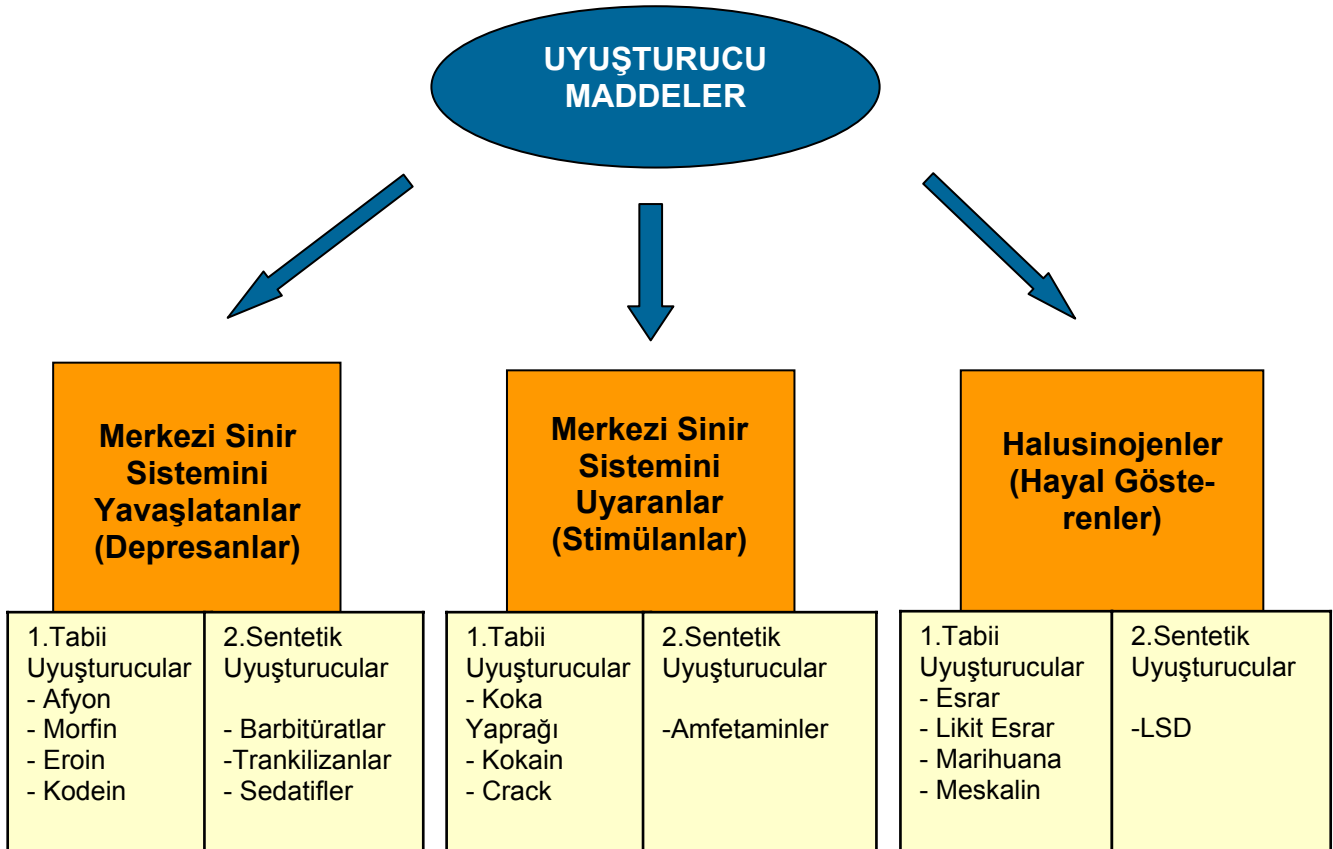 UYUŞTURUCU
MADDELER
Merkezi Sinir
Sistemini
Yavaşlatanlar
(Depresanlar)
1.Tabii
Uyuşturucular
- Afyon
- Morfin
- Eroin
- Kodein
2.Sentetik
Uyuşturucular
- Barbitüratlar
-Trankilizanlar
- Sedatifler
Merkezi Sinir
Sistemini
Uyaranlar
(Stimülanlar)
1.Tabii
Uyuşturucular
- Koka
Yaprağı
- Kokain
- Crack
2.Sentetik
Uyuşturucular
-Amfetaminler
Halusinojenler
(Hayal Göste-
renler)
1.Tabii
Uyuşturucular
- Esrar
- Likit Esrar
- Marihuana
- Meskalin
2.Sentetik
Uyuşturucular
-LSD